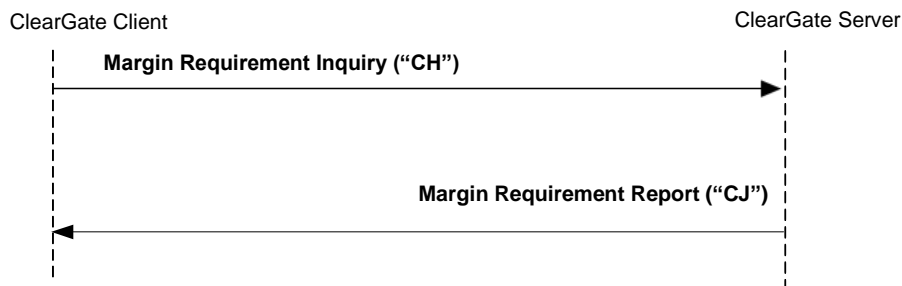 ClearGate Client
ClearGate Server
Margin Requirement Inquiry (“CH”)
Margin Requirement Report (“CJ”)